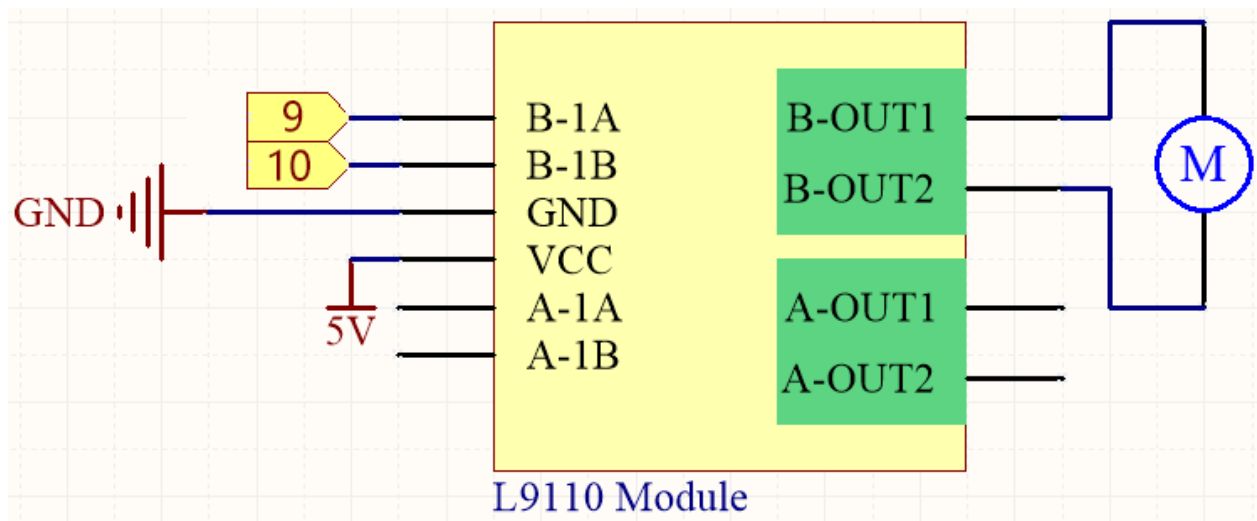 9
10
GND
5V
B-1A
B-1B
GND
VCC
A-1A
A-1B
B-OUT1
B-OUT2
A-OUT1
A-OUT2
M
L9110 Module